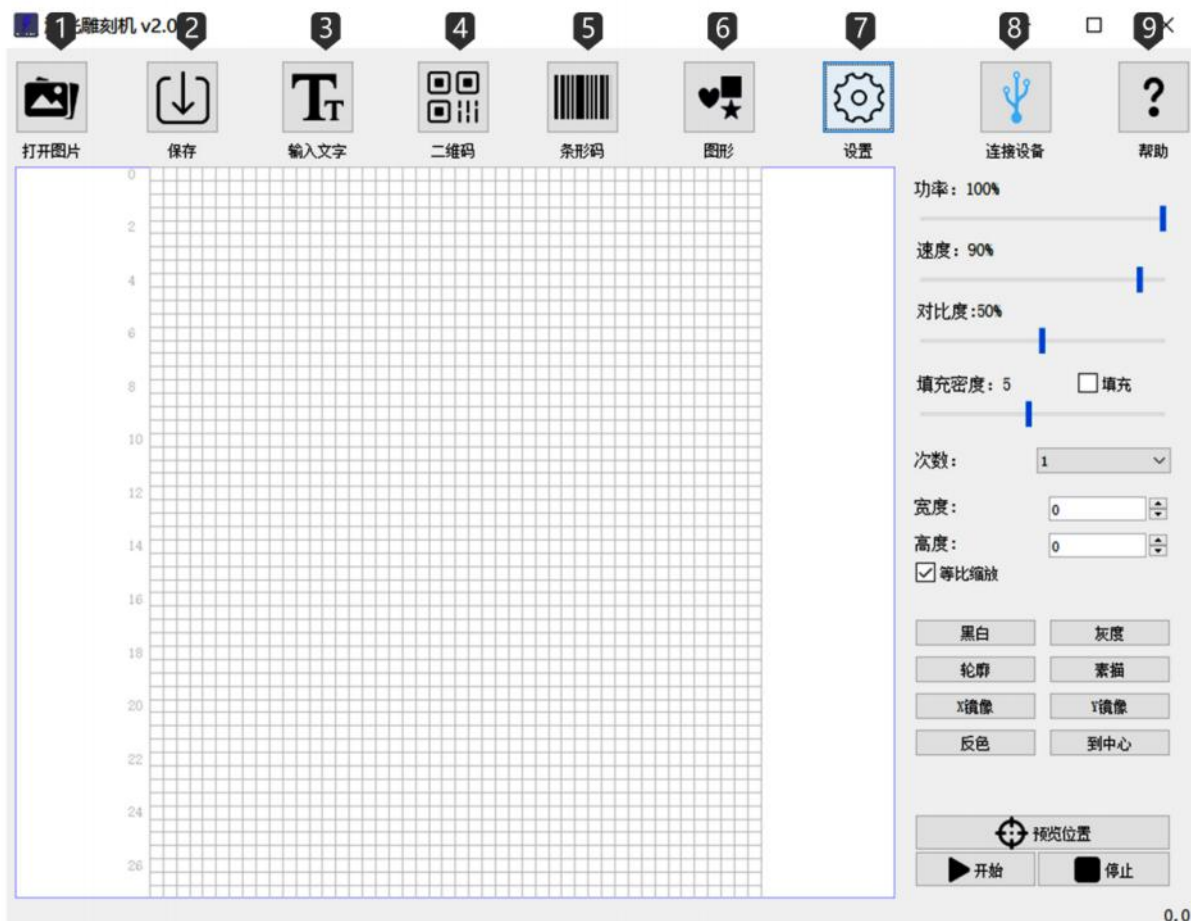 雕刻机 v2.0
1 2 3 4 5 6 7 8 9
打开图片 保存 输入文字 二维码 条形码 图形 设置 连接设备 帮助
0
2
4
6
8
10
12
14
16
18
20
22
24
26
功率: 100%
速度: 90%
对比度:50%
填充密度: 5 填充
次数: 1
宽度: 0
高度: 0
等比缩放
黑白 灰度
轮廓 素描
X镜像 Y镜像
反色 到中心
预览位置
开始 停止
0.0